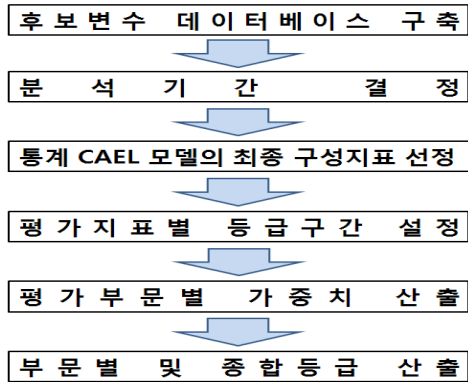 후보변수 데이터베이스 구축
분석기간 결정
통계 CAEL 모델의 최종 구성지표 선정
평가지표별 등급구간 설정
평가부문별 가중치 산출
부문별 및 종합등급 산출